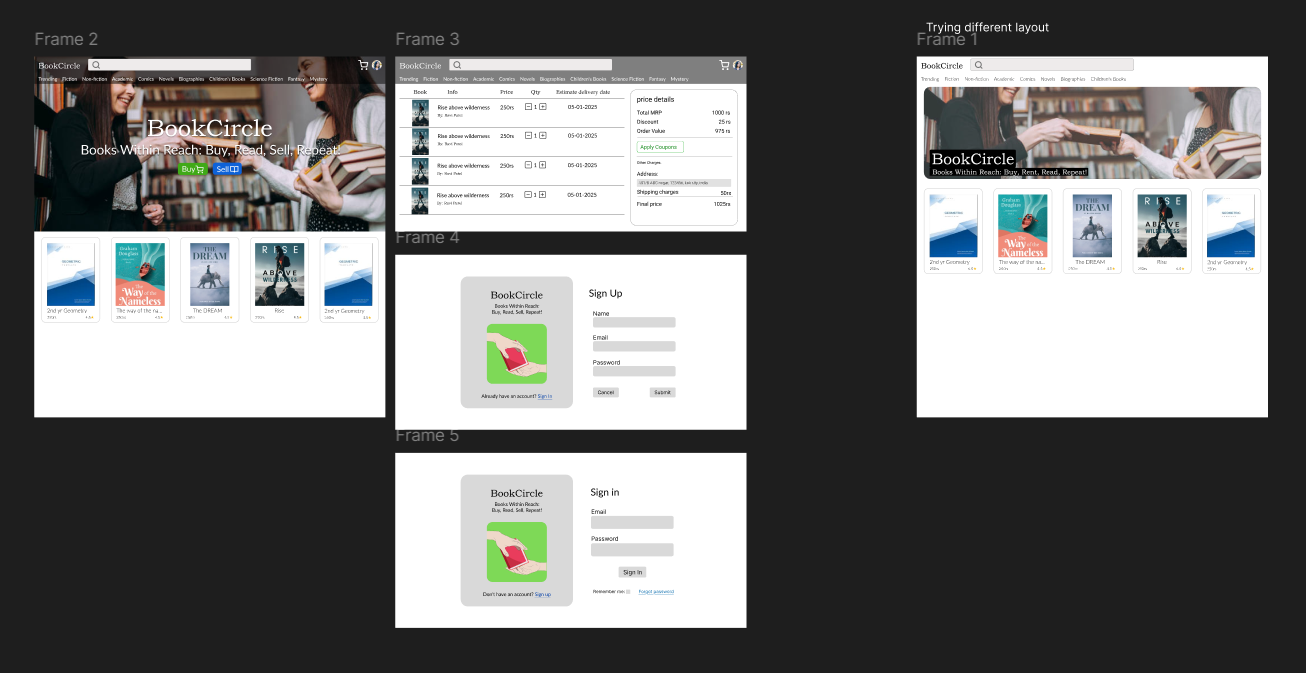 Trying different layout
Frame 2
Frame 3
Frame 1
BookCircle
Trending Fiction Non-fiction Academic Comics Novels Biographies Children's Books Science Fiction Fantasy Mystery
BookCircle
Books Within Reach: Buy, Read, Sell, Repeat!
Buy
Sell
GEOMETRIC
2nd yr Geometry
Graham Douglass
The Way of the Nameless
The way of the na...
THE DREAM
The DREAM
RISE ABOVE WILDERNESS
Rise
GEOMETRIC
2nd yr Geometry
BookCircle
Trending Fiction Non-fiction Academic Comics Novels Biographies Children's Books Science Fiction Fantasy Mystery
Book Info Price Qty Estimate delivery date
Rise above wilderness 250rs 1 05-01-2025
By: Ravi Patel
Rise above wilderness 250rs 1 05-01-2025
By: Ravi Patel
Rise above wilderness 250rs 1 05-01-2025
By: Ravi Patel
Rise above wilderness 250rs 1 05-01-2025
By: Ravi Patel
price details
Total MRP 1000 rs
Discount 25 rs
Order Value 975 rs
Apply Coupons
Other Charges:
Address:
Shipping charges 50rs
Final price 1025rs
Frame 4
BookCircle
Books Within Reach:
Buy, Read, Sell, Repeat!
Already have an account? Sign In
Sign Up
Name
Email
Password
Cancel Submit
Frame 5
BookCircle
Books Within Reach:
Buy, Read, Sell, Repeat!
Don't have an account? Sign up
Sign in
Email
Password
Sign In
Remember me Forgot password
BookCircle
Trending Fiction Non-fiction Academic Comics Novels Biographies Children's Books
BookCircle
Books Within Reach: Buy, Rent, Read, Repeat!
GEOMETRIC
2nd yr Geometry
Graham Douglass
The Way of the Nameless
The way of the na...
THE DREAM
The DREAM
RISE ABOVE WILDERNESS
Rise
GEOMETRIC
2nd yr Geometry